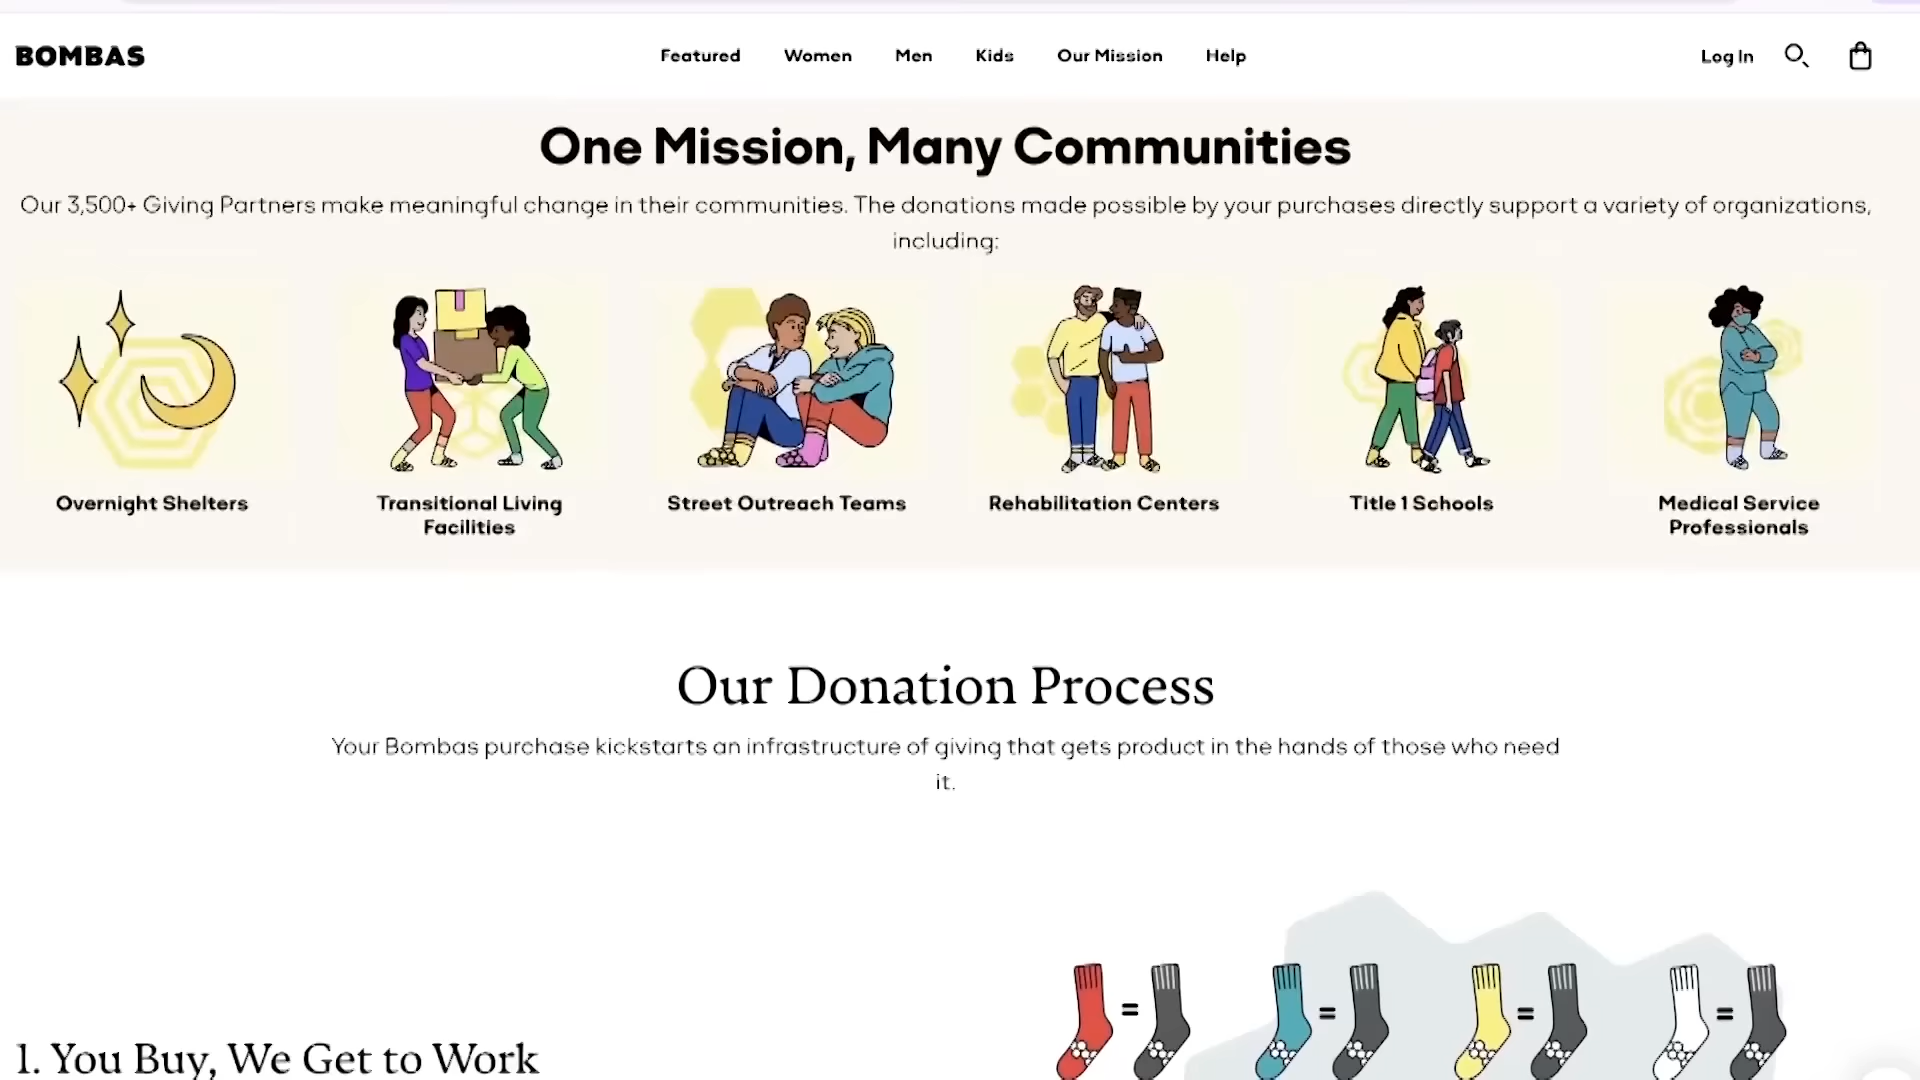 BOMBAS
Featured
Women
Men
Kids
Our Mission
Help
Log In
One Mission, Many Communities
Our 3,500+ Giving Partners make meaningful change in their communities. The donations made possible by your purchases directly support a variety of organizations,
including:
Overnight Shelters
Transitional Living
Facilities
Street Outreach Teams
Rehabilitation Centers
Title 1 Schools
Medical Service
Professionals
Our Donation Process
Your Bombas purchase kickstarts an infrastructure of giving that gets product in the hands of those who need
it.
= = = =
1. You Buy, We Get to Work